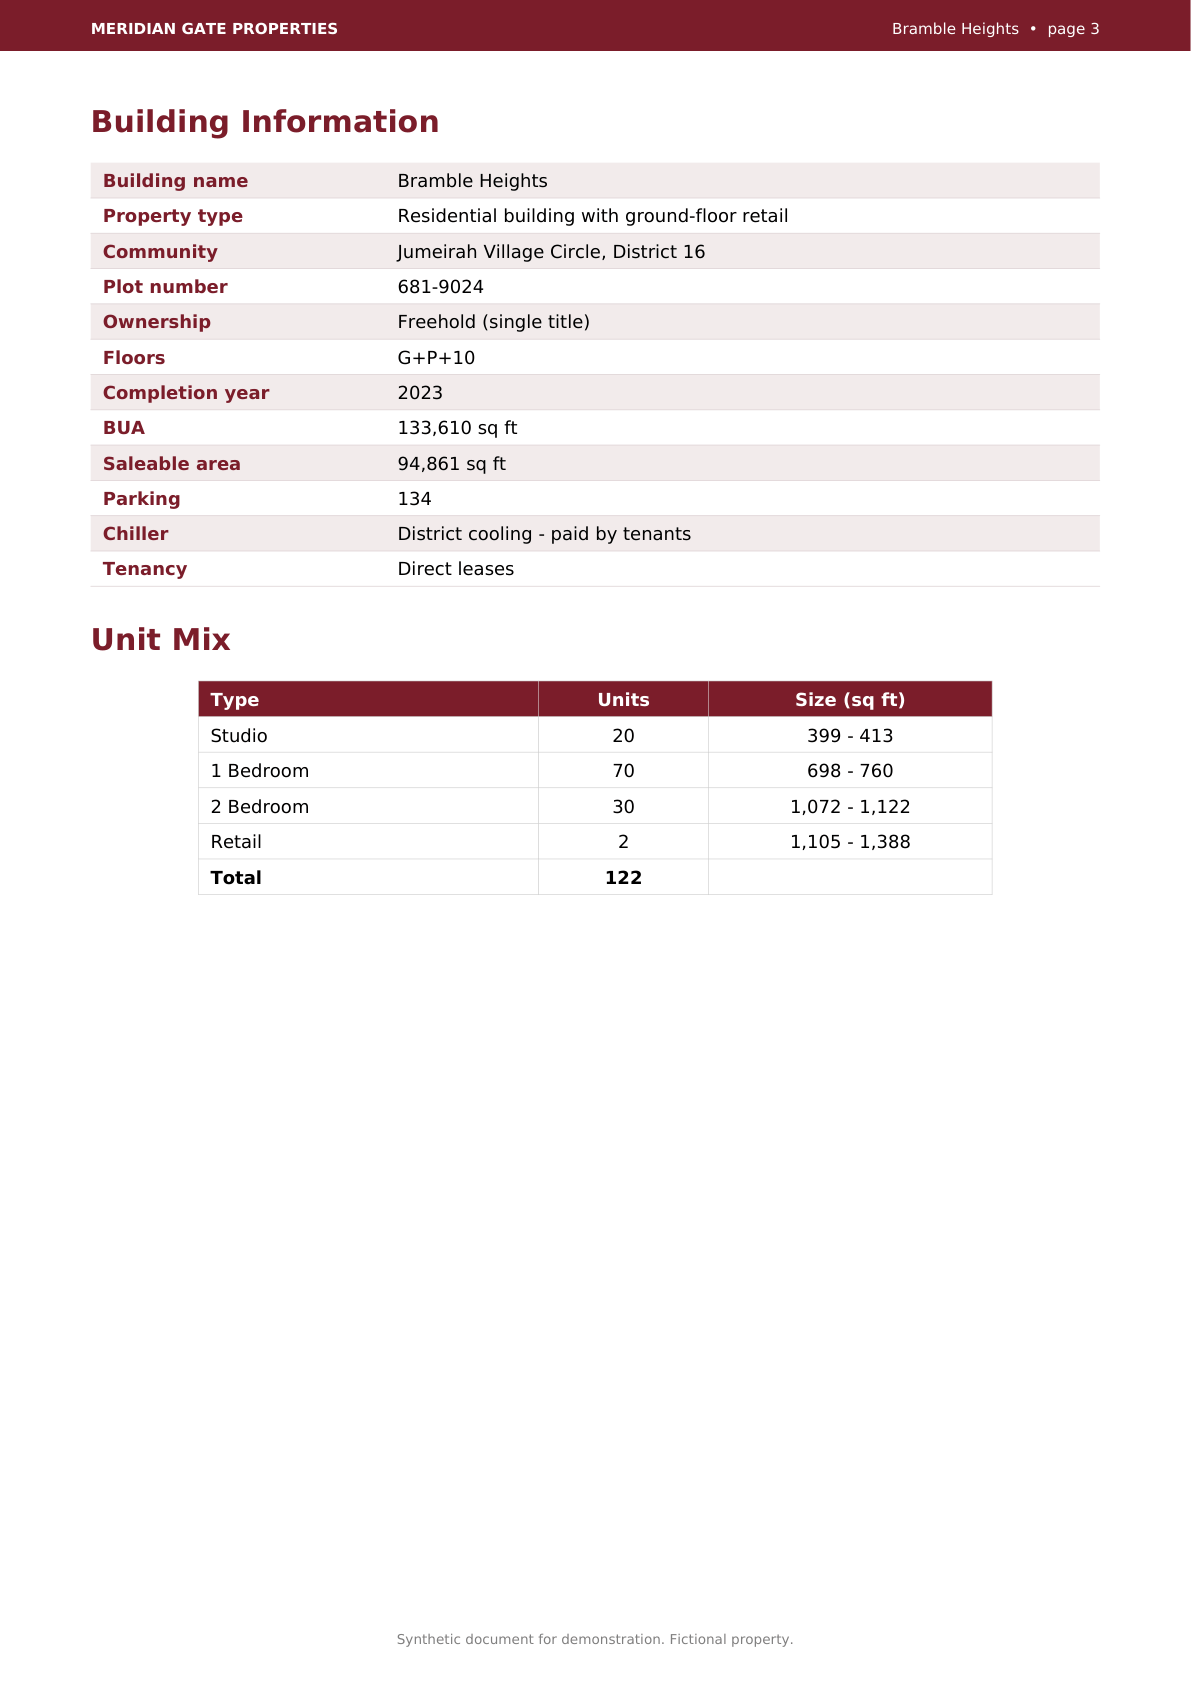 MERIDIAN GATE PROPERTIES Bramble Heights • page 3
Building Information
Building name Bramble Heights
Property type Residential building with ground-floor retail
Community Jumeirah Village Circle, District 16
Plot number 681-9024
Ownership Freehold (single title)
Floors G+P+10
Completion year 2023
BUA 133,610 sq ft
Saleable area 94,861 sq ft
Parking 134
Chiller District cooling - paid by tenants
Tenancy Direct leases
Unit Mix
Type Units Size (sq ft)
Studio 20 399 - 413
1 Bedroom 70 698 - 760
2 Bedroom 30 1,072 - 1,122
Retail 2 1,105 - 1,388
Total 122
Synthetic document for demonstration. Fictional property.